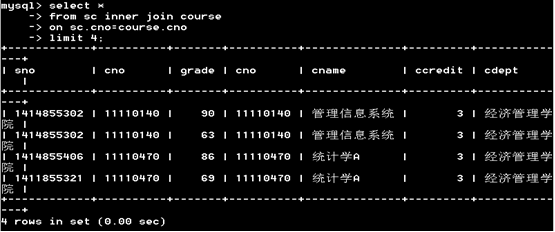 mysql> select *
    -> from sc inner join course
    -> on sc.cno=course.cno
    -> limit 4;
+------------+----------+-------+----------+--------------+---------+-----------
---+
| sno        | cno      | grade | cno      | cname        | ccredit | cdept
   |
+------------+----------+-------+----------+--------------+---------+-----------
---+
| 1414855302 | 11110140 |    90 | 11110140 | 管理信息系统 |       3 | 经济管理学
院 |
| 1414855302 | 11110140 |    63 | 11110140 | 管理信息系统 |       3 | 经济管理学
院 |
| 1414855406 | 11110470 |    86 | 11110470 | 统计学A      |       3 | 经济管理学
院 |
| 1411855321 | 11110470 |    69 | 11110470 | 统计学A      |       3 | 经济管理学
院 |
+------------+----------+-------+----------+--------------+---------+-----------
---+
4 rows in set (0.00 sec)